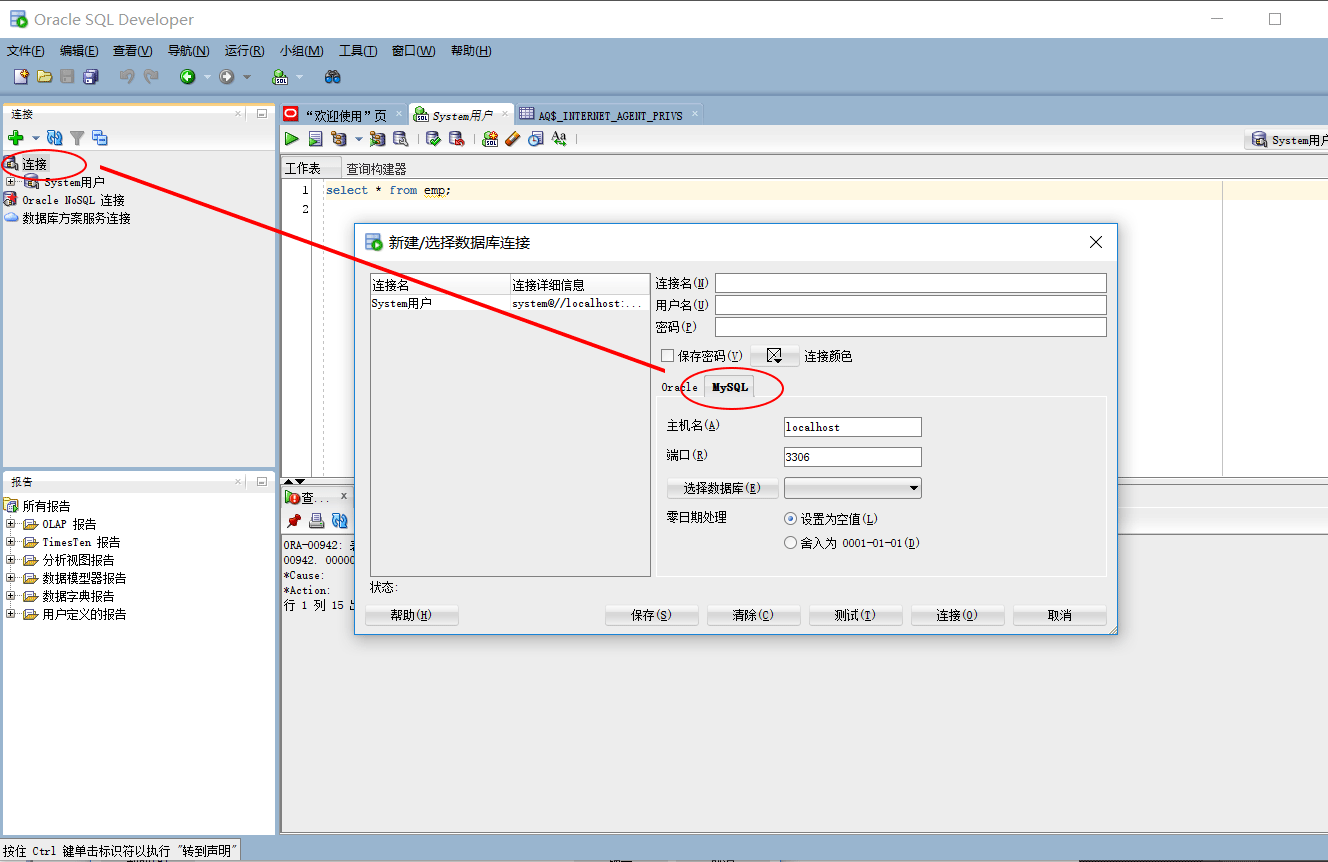 Oracle SQL Developer
文件(F) 编辑(E) 查看(V) 导航(N) 运行(R) 小组(M) 工具(T) 窗口(W) 帮助(H)
连接
连接
System用户
Oracle NoSQL 连接
数据库方案服务连接
报告
所有报告
OLAP 报告
TimesTen 报告
分析视图报告
数据模型器报告
数据字典报告
用户定义的报告
“欢迎使用”页 System用户 AQ$_INTERNET_AGENT_PRIVS
System用户
工作表 查询构建器
1 select * from emp;
2
查...
ORA-00942:
00942. 00000
*Cause:
*Action:
行 1 列 15
新建/选择数据库连接
连接名 连接详细信息
System用户 system@//localhost:...
连接名(N)
用户名(U)
密码(P)
保存密码(V) 连接颜色
Oracle MySQL
主机名(A) localhost
端口(R) 3306
选择数据库(E)
零日期处理 设置为空值(L)
舍入为 0001-01-01(D)
状态:
帮助(H) 保存(S) 清除(C) 测试(T) 连接(O) 取消
按住 Ctrl 键单击标识符以执行 "转到声明"